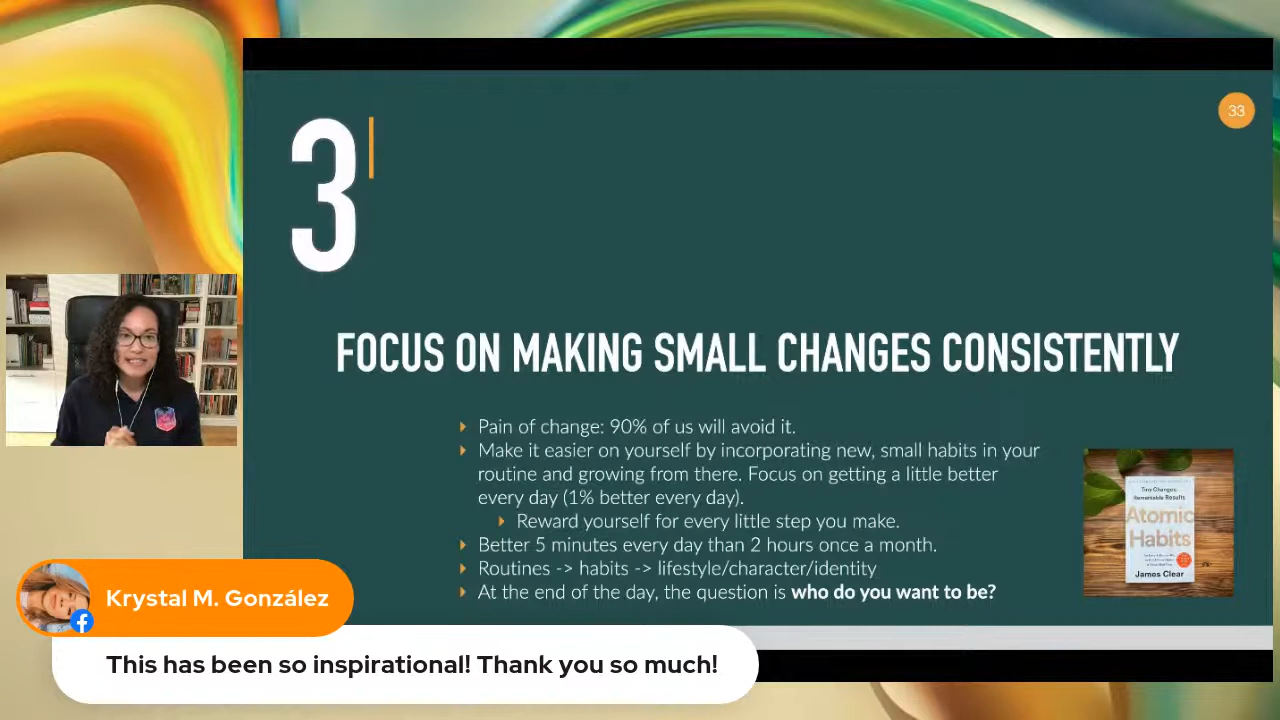 3
33
FOCUS ON MAKING SMALL CHANGES CONSISTENTLY
Pain of change: 90% of us will avoid it.
Make it easier on yourself by incorporating new, small habits in your
routine and growing from there. Focus on getting a little better
every day (1% better every day).
Reward yourself for every little step you make.
Better 5 minutes every day than 2 hours once a month.
Routines -> habits -> lifestyle/character/identity
At the end of the day, the question is who do you want to be?
Tiny Changes,
Remarkable Results
Atomic
Habits
James Clear
Krystal M. González
This has been so inspirational! Thank you so much!